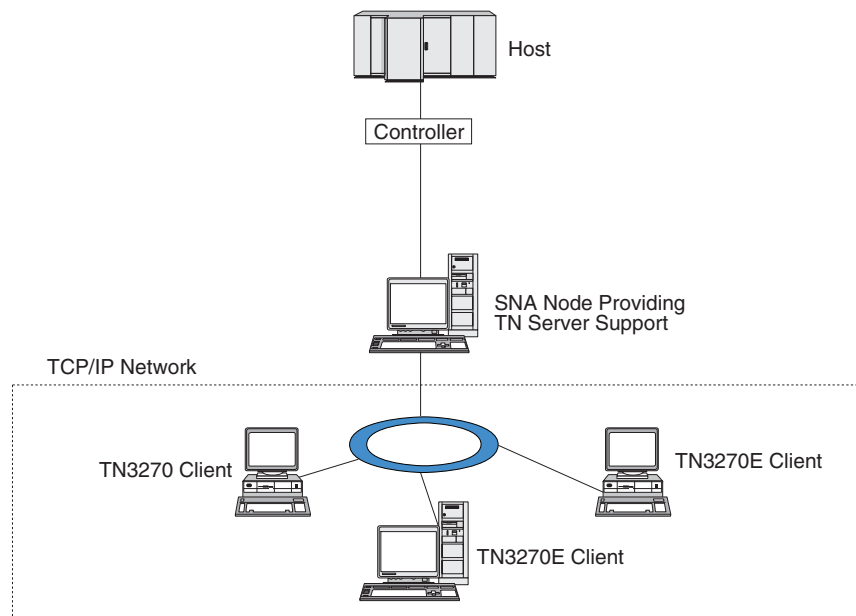 Host
Controller
SNA Node Providing
TN Server Support
TCP/IP Network
TN3270 Client
TN3270E Client
TN3270E Client